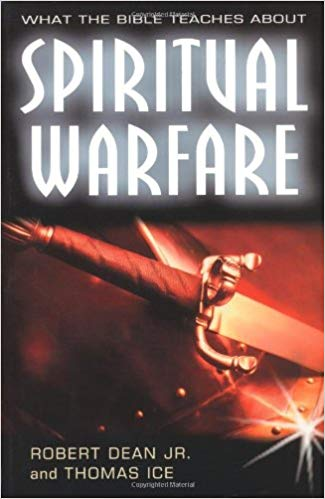 WHAT THE BIBLE TEACHES ABOUT
SPIRITUAL
WARFARE
ROBERT DEAN JR.
and THOMAS ICE